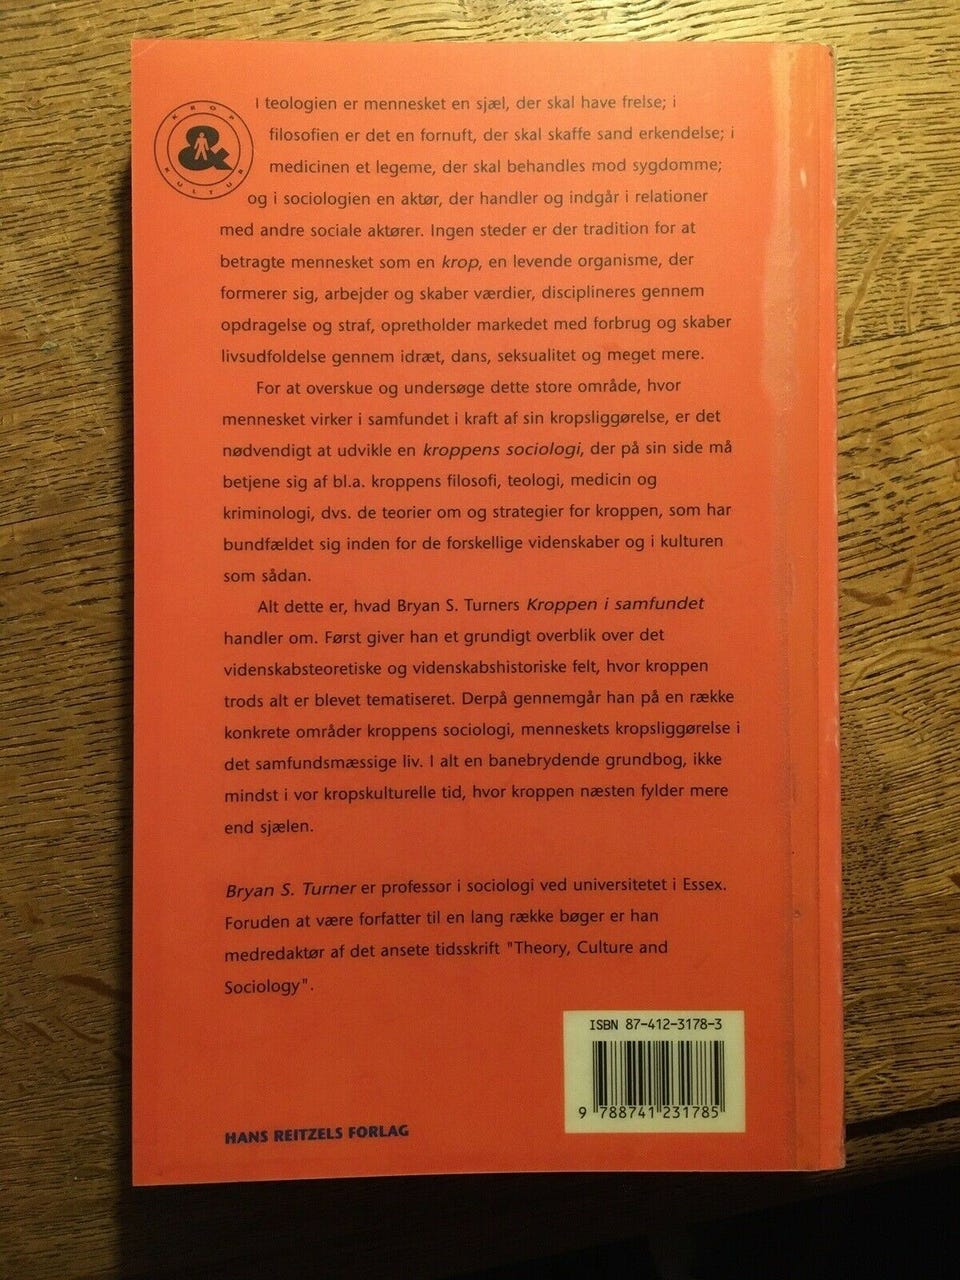 KROP
&
KULTUR
I teologien er mennesket en sjæl, der skal have frelse; i
filosofien er det en fornuft, der skal skaffe sand erkendelse; i
medicinen et legeme, der skal behandles mod sygdomme;
og i sociologien en aktør, der handler og indgår i relationer
med andre sociale aktører. Ingen steder er der tradition for at
betragte mennesket som en krop, en levende organisme, der
formerer sig, arbejder og skaber værdier, disciplineres gennem
opdragelse og straf, opretholder markedet med forbrug og skaber
livsudfoldelse gennem idræt, dans, seksualitet og meget mere.
For at overskue og undersøge dette store område, hvor
mennesket virker i samfundet i kraft af sin kropsliggørelse, er det
nødvendigt at udvikle en kroppens sociologi, der på sin side må
betjene sig af bl.a. kroppens filosofi, teologi, medicin og
kriminologi, dvs. de teorier om og strategier for kroppen, som har
bundfældet sig inden for de forskellige videnskaber og i kulturen
som sådan.
Alt dette er, hvad Bryan S. Turners Kroppen i samfundet
handler om. Først giver han et grundigt overblik over det
videnskabsteoretiske og videnskabshistoriske felt, hvor kroppen
trods alt er blevet tematiseret. Derpå gennemgår han på en række
konkrete områder kroppens sociologi, menneskets kropsliggørelse i
det samfundsmæssige liv. I alt en banebrydende grundbog, ikke
mindst i vor kropskulturelle tid, hvor kroppen næsten fylder mere
end sjælen.
Bryan S. Turner er professor i sociologi ved universitetet i Essex.
Foruden at være forfatter til en lang række bøger er han
medredaktør af det ansete tidsskrift "Theory, Culture and
Sociology".
ISBN 87-412-3178-3
9 788741 231785
HANS REITZELS FORLAG